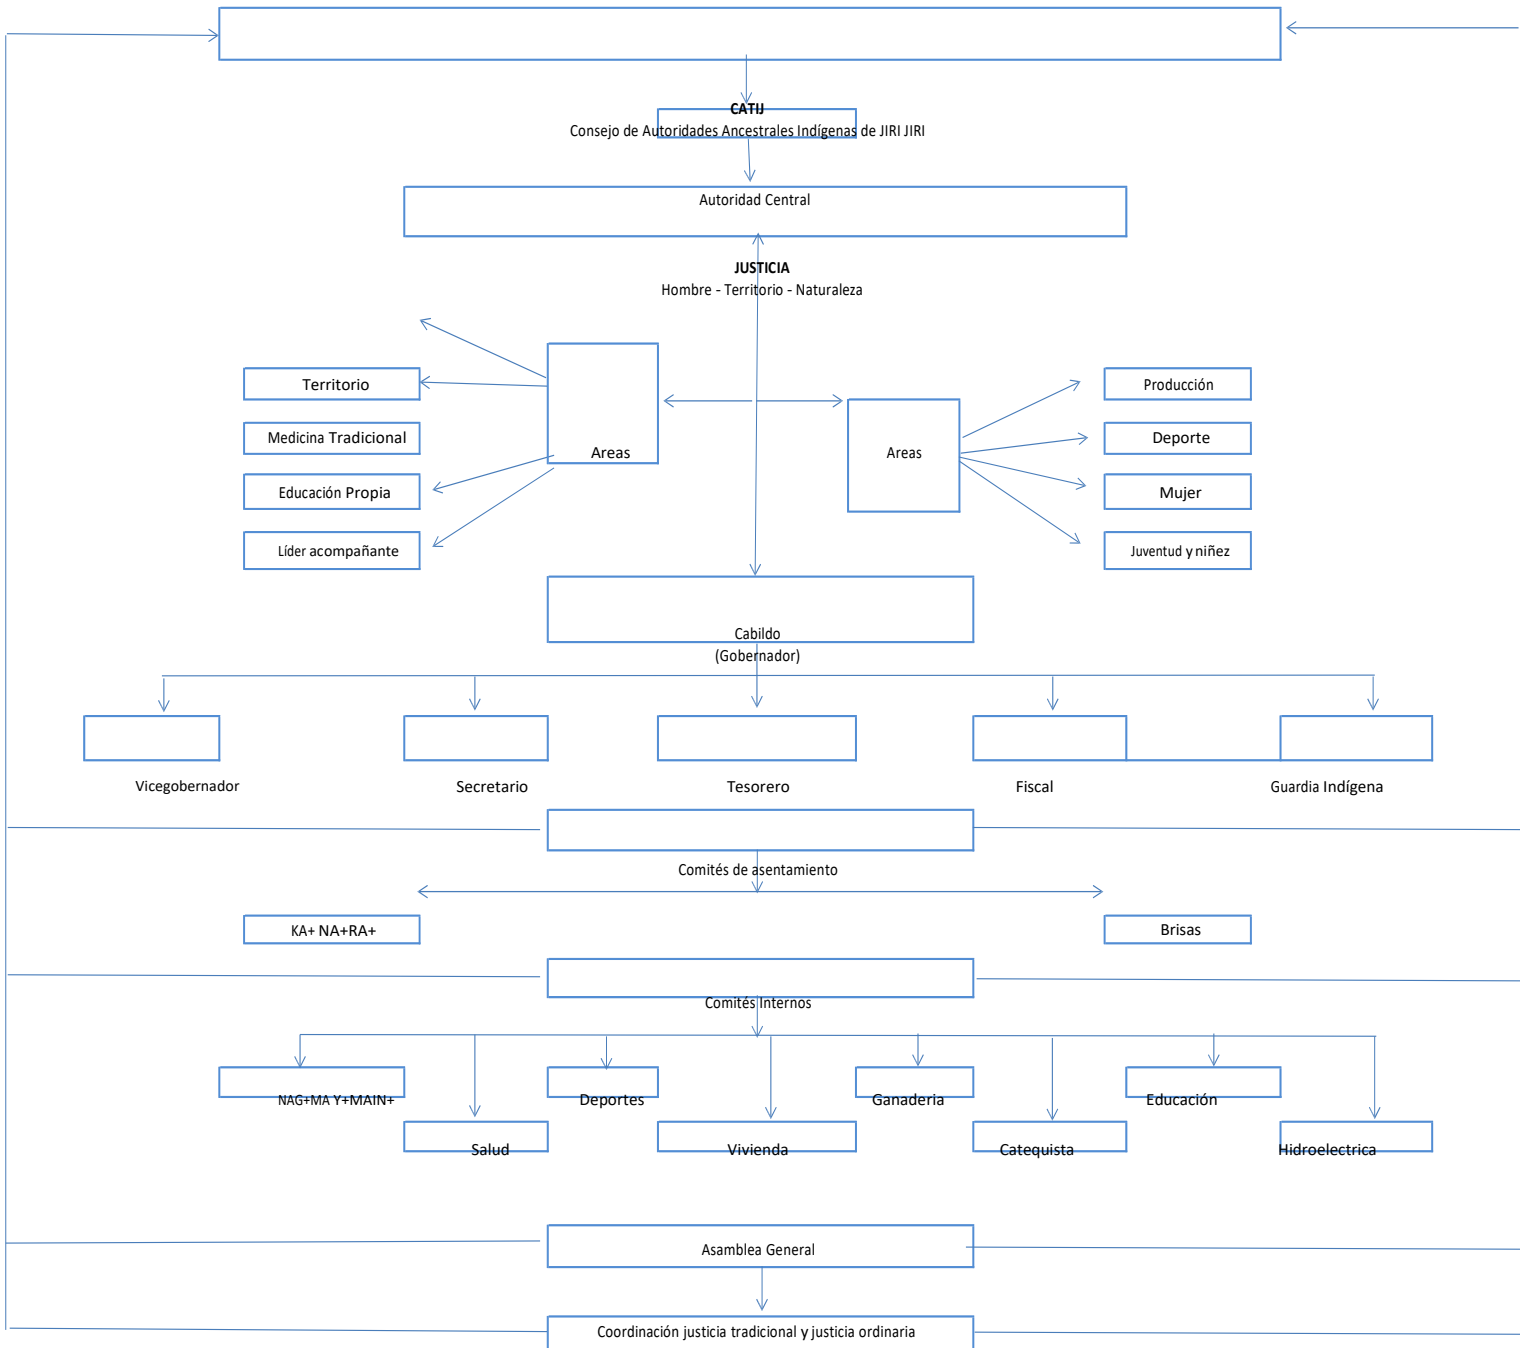 CATIJ
Consejo de Autoridades Ancestrales Indígenas de JIRI JIRI
Autoridad Central
JUSTICIA
Hombre - Territorio - Naturaleza
Territorio
Producción
Medicina Tradicional
Areas
Areas
Deporte
Educación Propia
Mujer
Líder acompañante
Juventud y niñez
Cabildo
(Gobernador)
Vicegobernador
Secretario
Tesorero
Fiscal
Guardia Indígena
Comités de asentamiento
KA+ NA+RA+
Brisas
Comités Internos
NAG+MA Y+MAIN+
Deportes
Ganaderia
Educación
Salud
Vivienda
Catequista
Hidroelectrica
Asamblea General
Coordinación justicia tradicional y justicia ordinaria